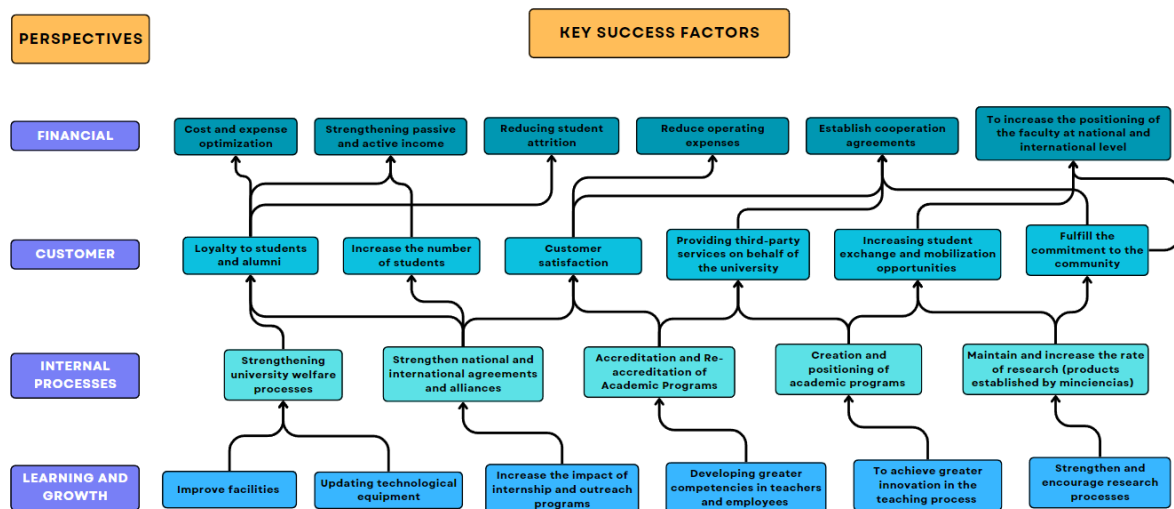 PERSPECTIVES
KEY SUCCESS FACTORS
FINANCIAL
Cost and expense
optimization
Strengthening passive
and active income
Reducing student
attrition
Reduce operating
expenses
Establish cooperation
agreements
To increase the positioning of
the faculty at national and
international level
CUSTOMER
Loyalty to students
and alumni
Increase the number
of students
Customer
satisfaction
Providing third-party
services on behalf of
the university
Increasing student
exchange and mobilization
opportunities
Fulfill the
commitment to the
community
INTERNAL
PROCESSES
Strengthening
university welfare
processes
Strengthen national and
international agreements
and alliances
Accreditation and Re-
accreditation of
Academic Programs
Creation and
positioning of
academic programs
Maintain and increase the rate
of research (products
established by minciencias)
LEARNING AND
GROWTH
Improve facilities
Updating technological
equipment
Increase the impact of
internship and outreach
programs
Developing greater
competencies in teachers
and employees
To achieve greater
innovation in the
teaching process
Strengthen and
encourage research
processes